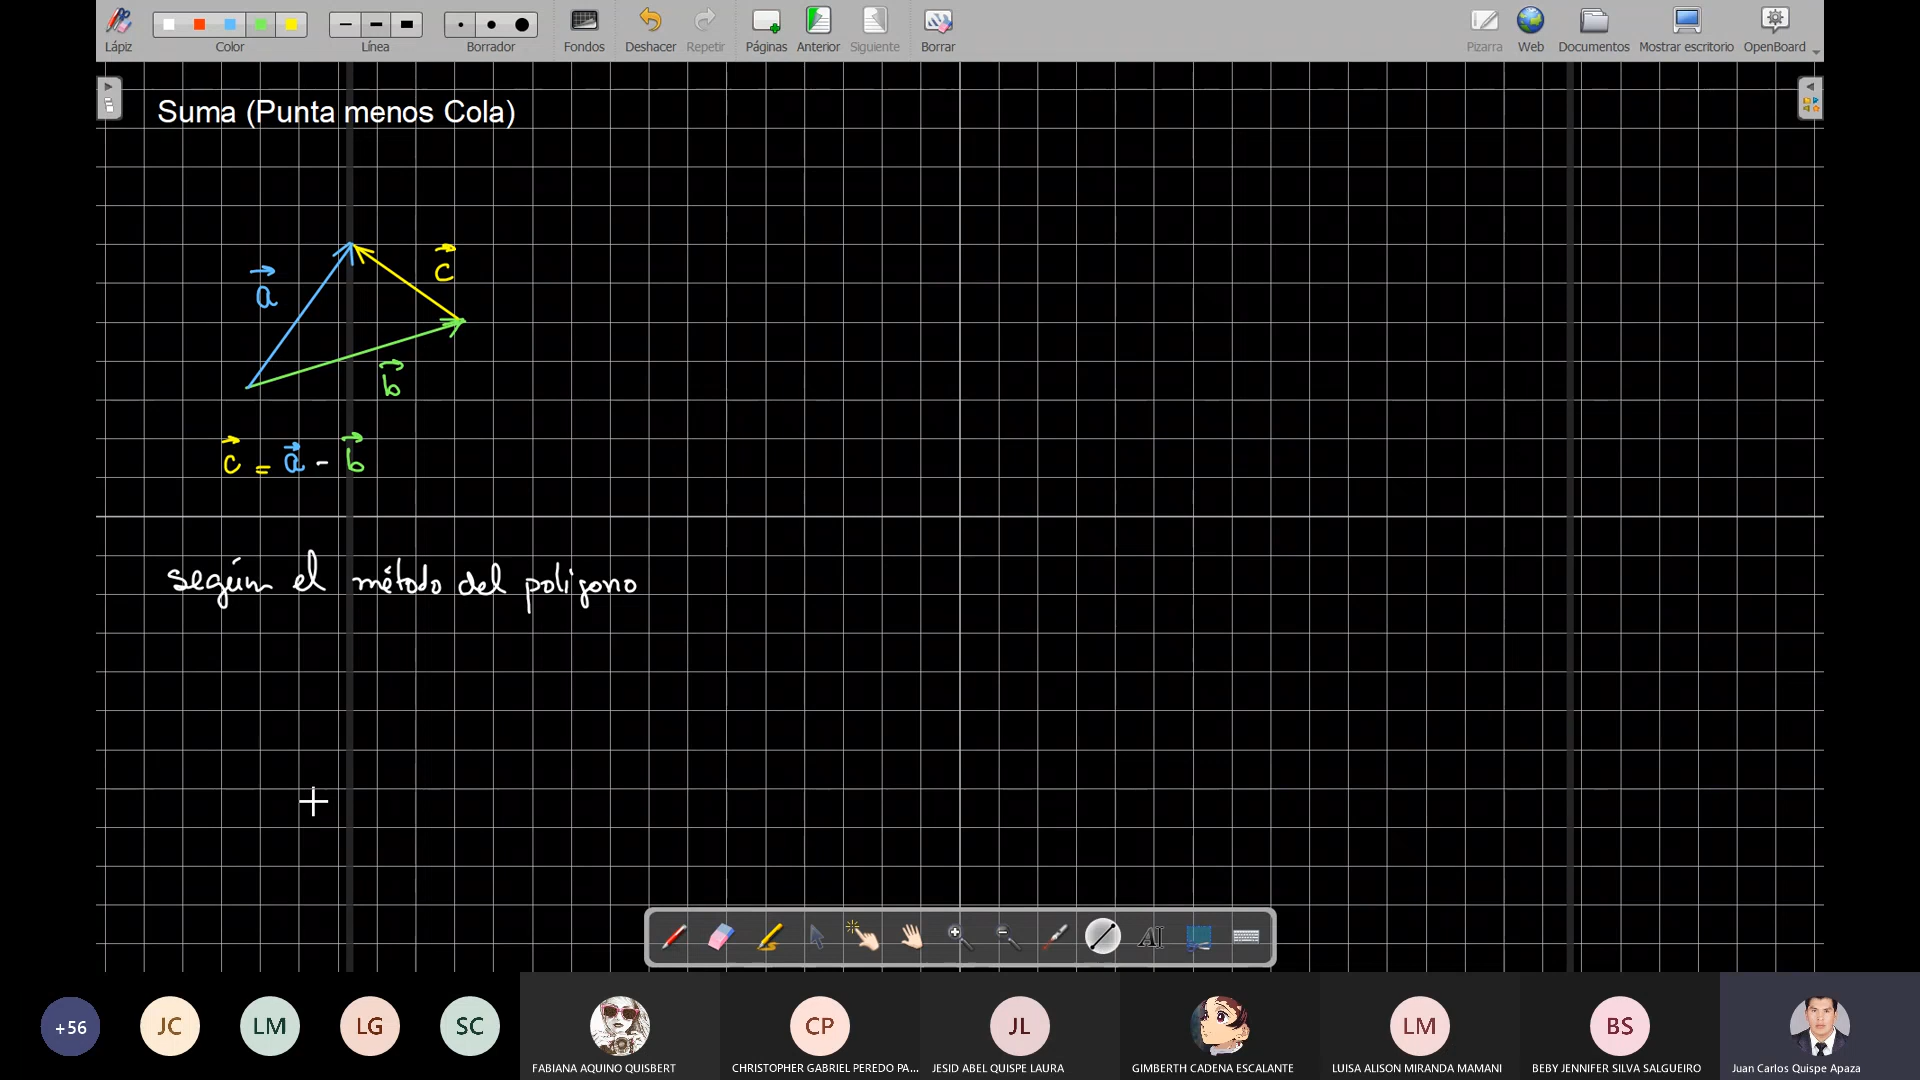 Lápiz
Color
Línea
Borrador
Fondos
Deshacer
Repetir
Páginas
Anterior
Siguiente
Borrar
Pizarra
Web
Documentos
Mostrar escritorio
OpenBoard
Suma (Punta menos Cola)
a
c
b
c = a - b
según el método del poligono
AI
+56
JC
LM
LG
SC
FABIANA AQUINO QUISBERT
CP
CHRISTOPHER GABRIEL PEREDO PA...
JL
JESID ABEL QUISPE LAURA
GIMBERTH CADENA ESCALANTE
LM
LUISA ALISON MIRANDA MAMANI
BS
BEBY JENNIFER SILVA SALGUEIRO
Juan Carlos Quispe Apaza